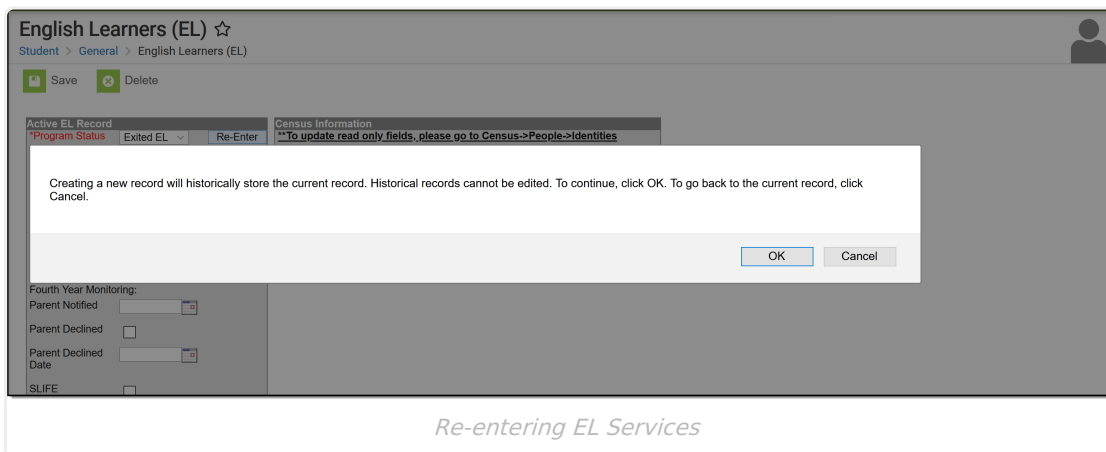 English Learners (EL) ☆
Student > General > English Learners (EL)
Save Delete
Active EL Record
Census Information
*Program Status Exited EL Re-Enter
**To update read only fields, please go to Census->People->Identities
Creating a new record will historically store the current record. Historical records cannot be edited. To continue, click OK. To go back to the current record, click
Cancel.
OK Cancel
Fourth Year Monitoring:
Parent Notified
Parent Declined
Parent Declined
Date
SLIFE
Re-entering EL Services